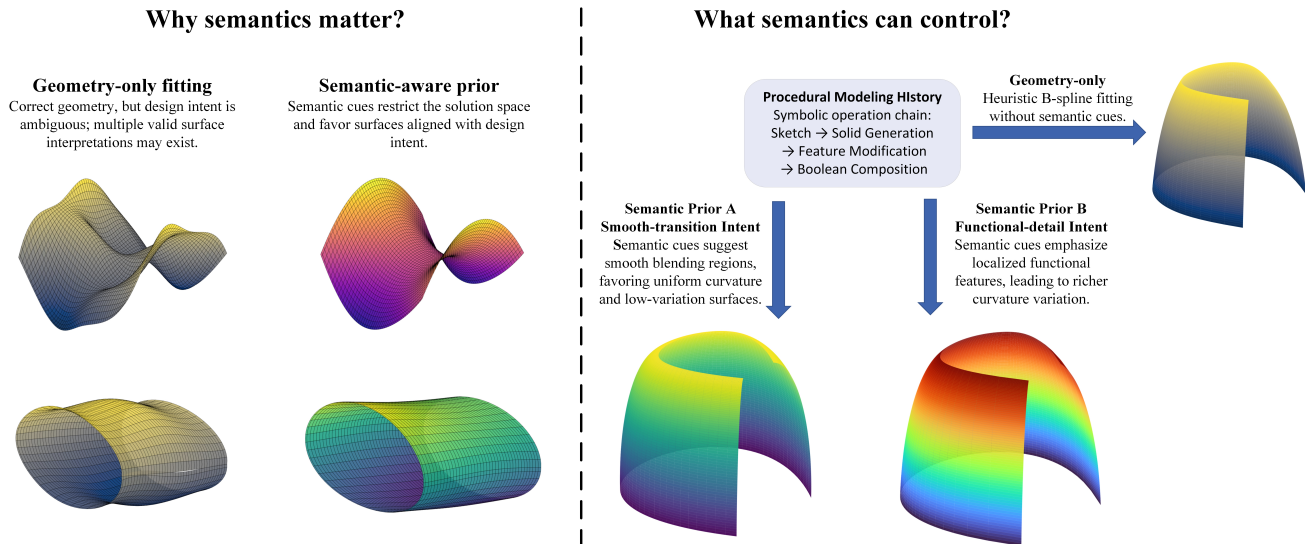 Why semantics matter?
Geometry-only fitting
Correct geometry, but design intent is
ambiguous; multiple valid surface
interpretations may exist.
Semantic-aware prior
Semantic cues restrict the solution space
and favor surfaces aligned with design
intent.
What semantics can control?
Procedural Modeling HIstory
Symbolic operation chain:
Sketch → Solid Generation
→ Feature Modification
→ Boolean Composition
Geometry-only
Heuristic B-spline fitting
without semantic cues.
Semantic Prior A
Smooth-transition Intent
Semantic cues suggest
smooth blending regions,
favoring uniform curvature
and low-variation surfaces.
Semantic Prior B
Functional-detail Intent
Semantic cues emphasize
localized functional
features, leading to richer
curvature variation.